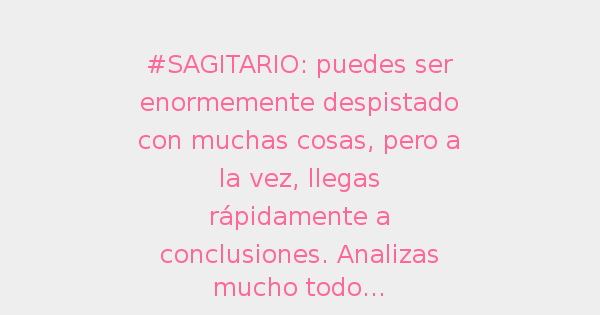 #SAGITARIO: puedes ser
enormemente despistado
con muchas cosas, pero a
la vez, llegas
rápidamente a
conclusiones. Analizas
mucho todo...